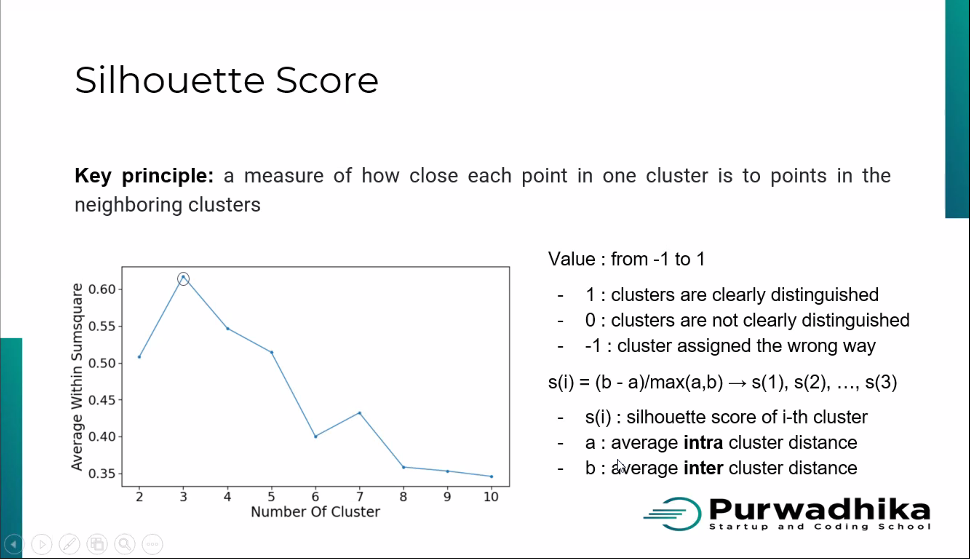 Silhouette Score
Key principle: a measure of how close each point in one cluster is to points in the
neighboring clusters
0.60
0.55
0.50
0.45
0.40
0.35
Average Within Sumsquare
2 3 4 5 6 7 8 9 10
Number Of Cluster
Value : from -1 to 1
- 1 : clusters are clearly distinguished
- 0 : clusters are not clearly distinguished
- -1 : cluster assigned the wrong way
s(i) = (b - a)/max(a,b) → s(1), s(2), …, s(3)
- s(i) : silhouette score of i-th cluster
- a : average intra cluster distance
- b : average inter cluster distance
Purwadhika
Startup and Coding School